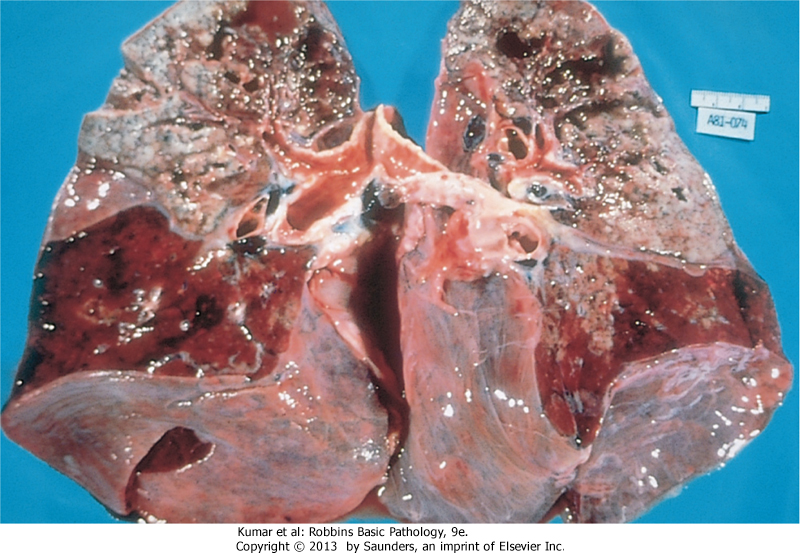 A81-074
Kumar et al: Robbins Basic Pathology, 9e.
Copyright © 2013 by Saunders, an imprint of Elsevier Inc.